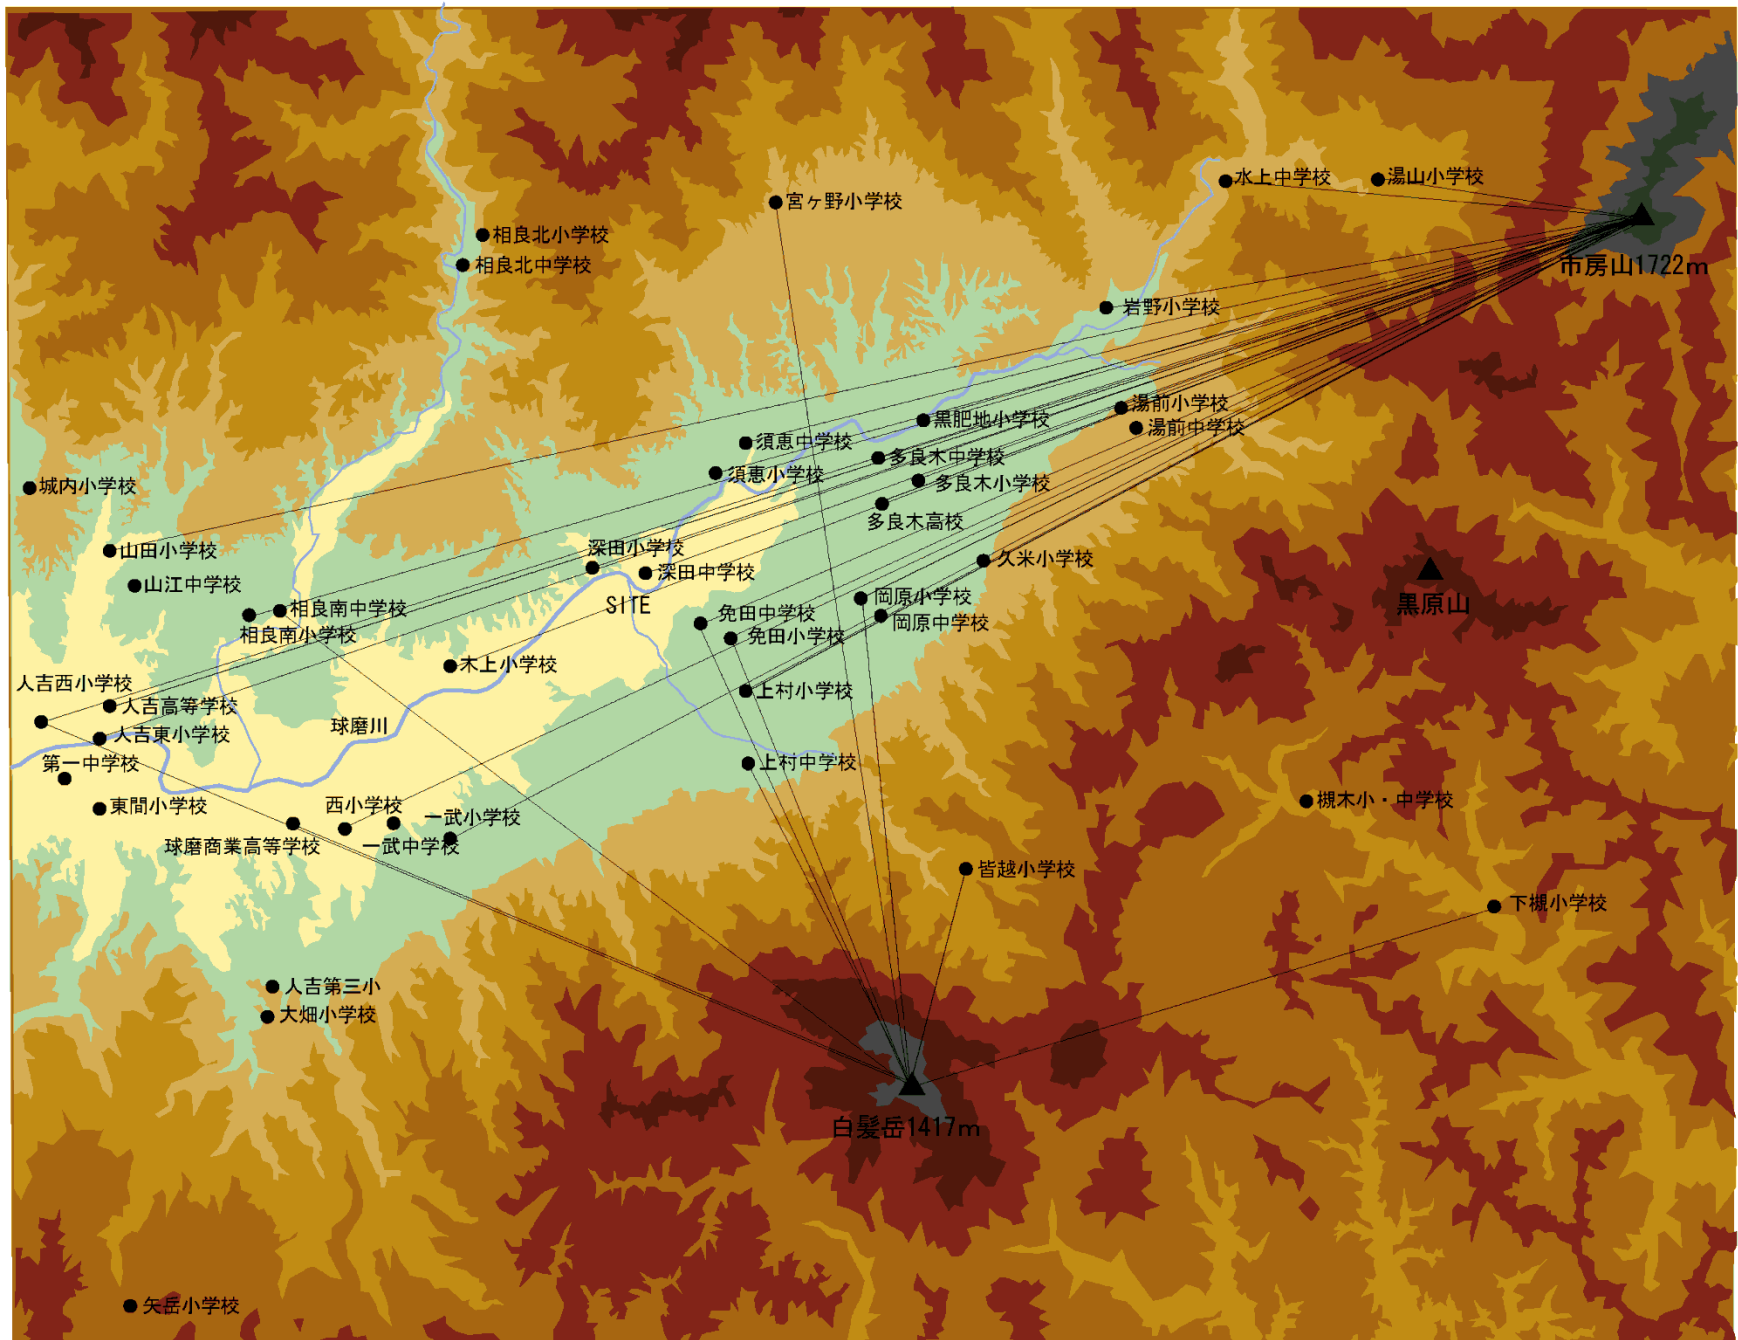 水上中学校
湯山小学校
宮ヶ野小学校
相良北小学校
相良北中学校
市房山1722m
岩野小学校
湯前小学校
黒肥地小学校
湯前中学校
須恵中学校
多良木中学校
須恵小学校
多良木小学校
城内小学校
多良木高校
深田小学校
山田小学校
久米小学校
深田中学校
山江中学校
岡原小学校
SITE
黒原山
相良南中学校
免田中学校
岡原中学校
相良南小学校
免田小学校
木上小学校
人吉西小学校
上村小学校
人吉高等学校
球磨川
人吉東小学校
第一中学校
上村中学校
槻木小・中学校
東間小学校
西小学校
一武小学校
球磨商業高等学校
一武中学校
皆越小学校
下槻小学校
人吉第三小
大畑小学校
白髪岳1417m
矢岳小学校